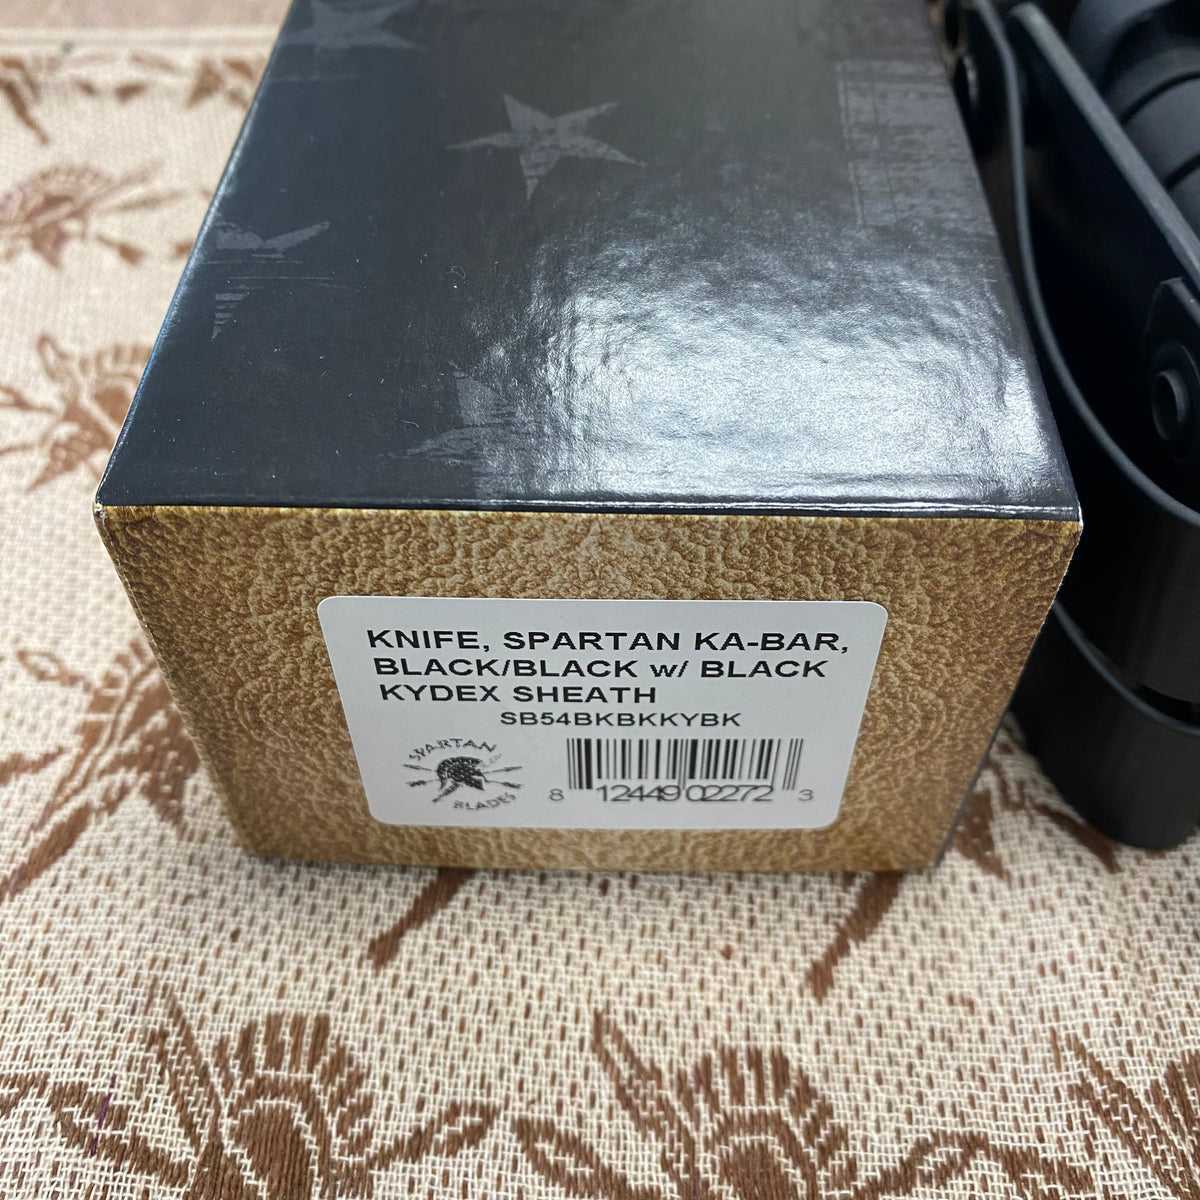 KNIFE, SPARTAN KA-BAR,
BLACK/BLACK w/ BLACK
KYDEX SHEATH
SB54BKBKKYBK
SPARTAN
BLADES
8 12449 02272 3